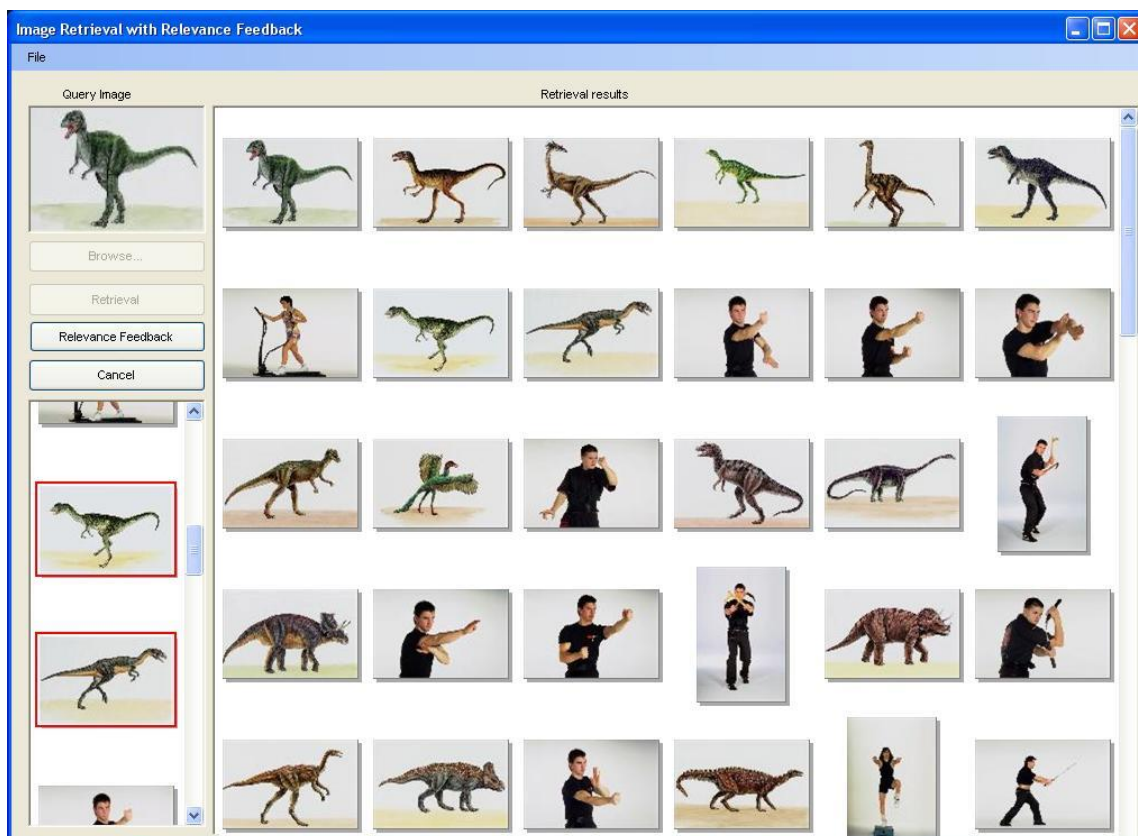 Image Retrieval with Relevance Feedback
File
Query Image
Retrieval results
Browse...
Retrieval
Relevance Feedback
Cancel